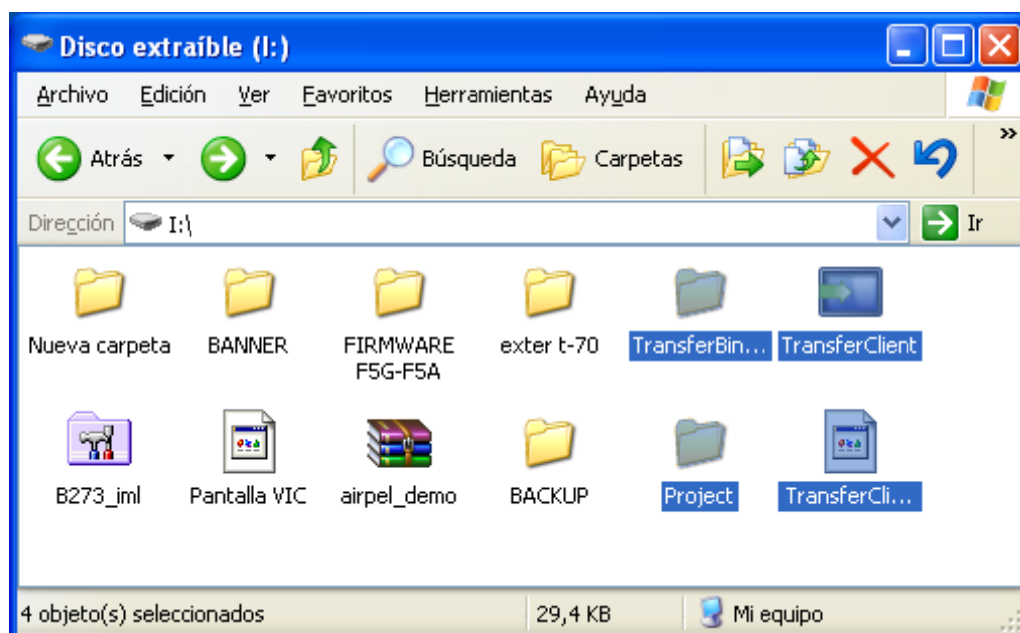 Disco extraíble (I:)
Archivo Edición Ver Favoritos Herramientas Ayuda
Atrás Búsqueda Carpetas »
Dirección I:\ Ir
Nueva carpeta BANNER FIRMWARE F5G-F5A exter t-70 TransferBin... TransferClient
B273_iml Pantalla VIC airpel_demo BACKUP Project TransferCli...
4 objeto(s) seleccionados 29,4 KB Mi equipo